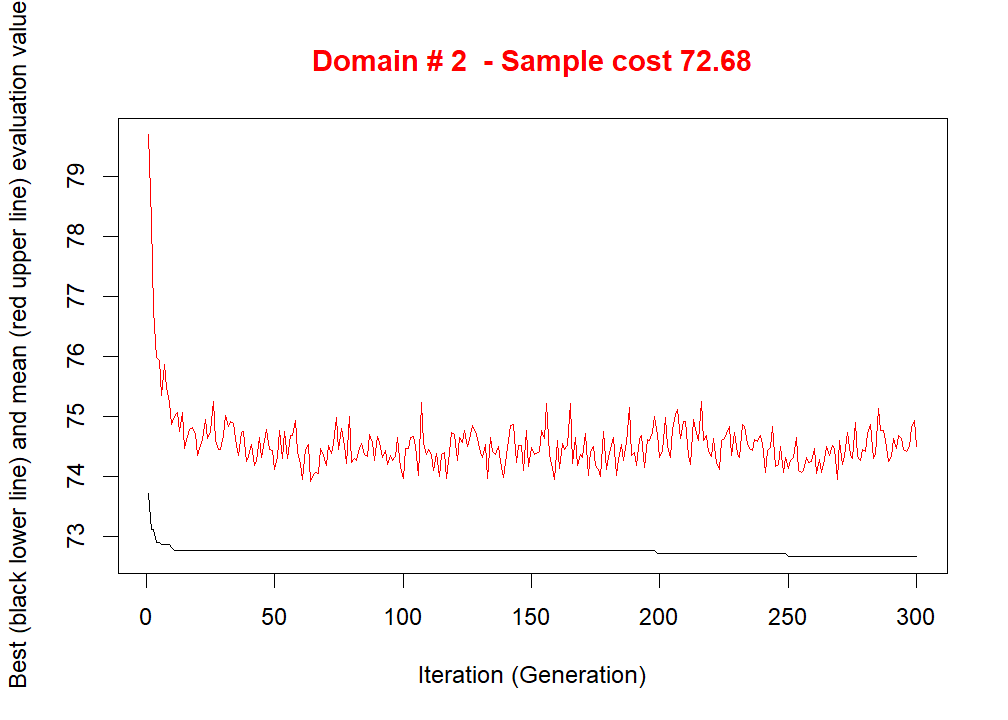 Domain # 2  - Sample cost 72.68
Best (black lower line) and mean (red upper line) evaluation value
79
78
77
76
75
74
73
0 50 100 150 200 250 300
Iteration (Generation)